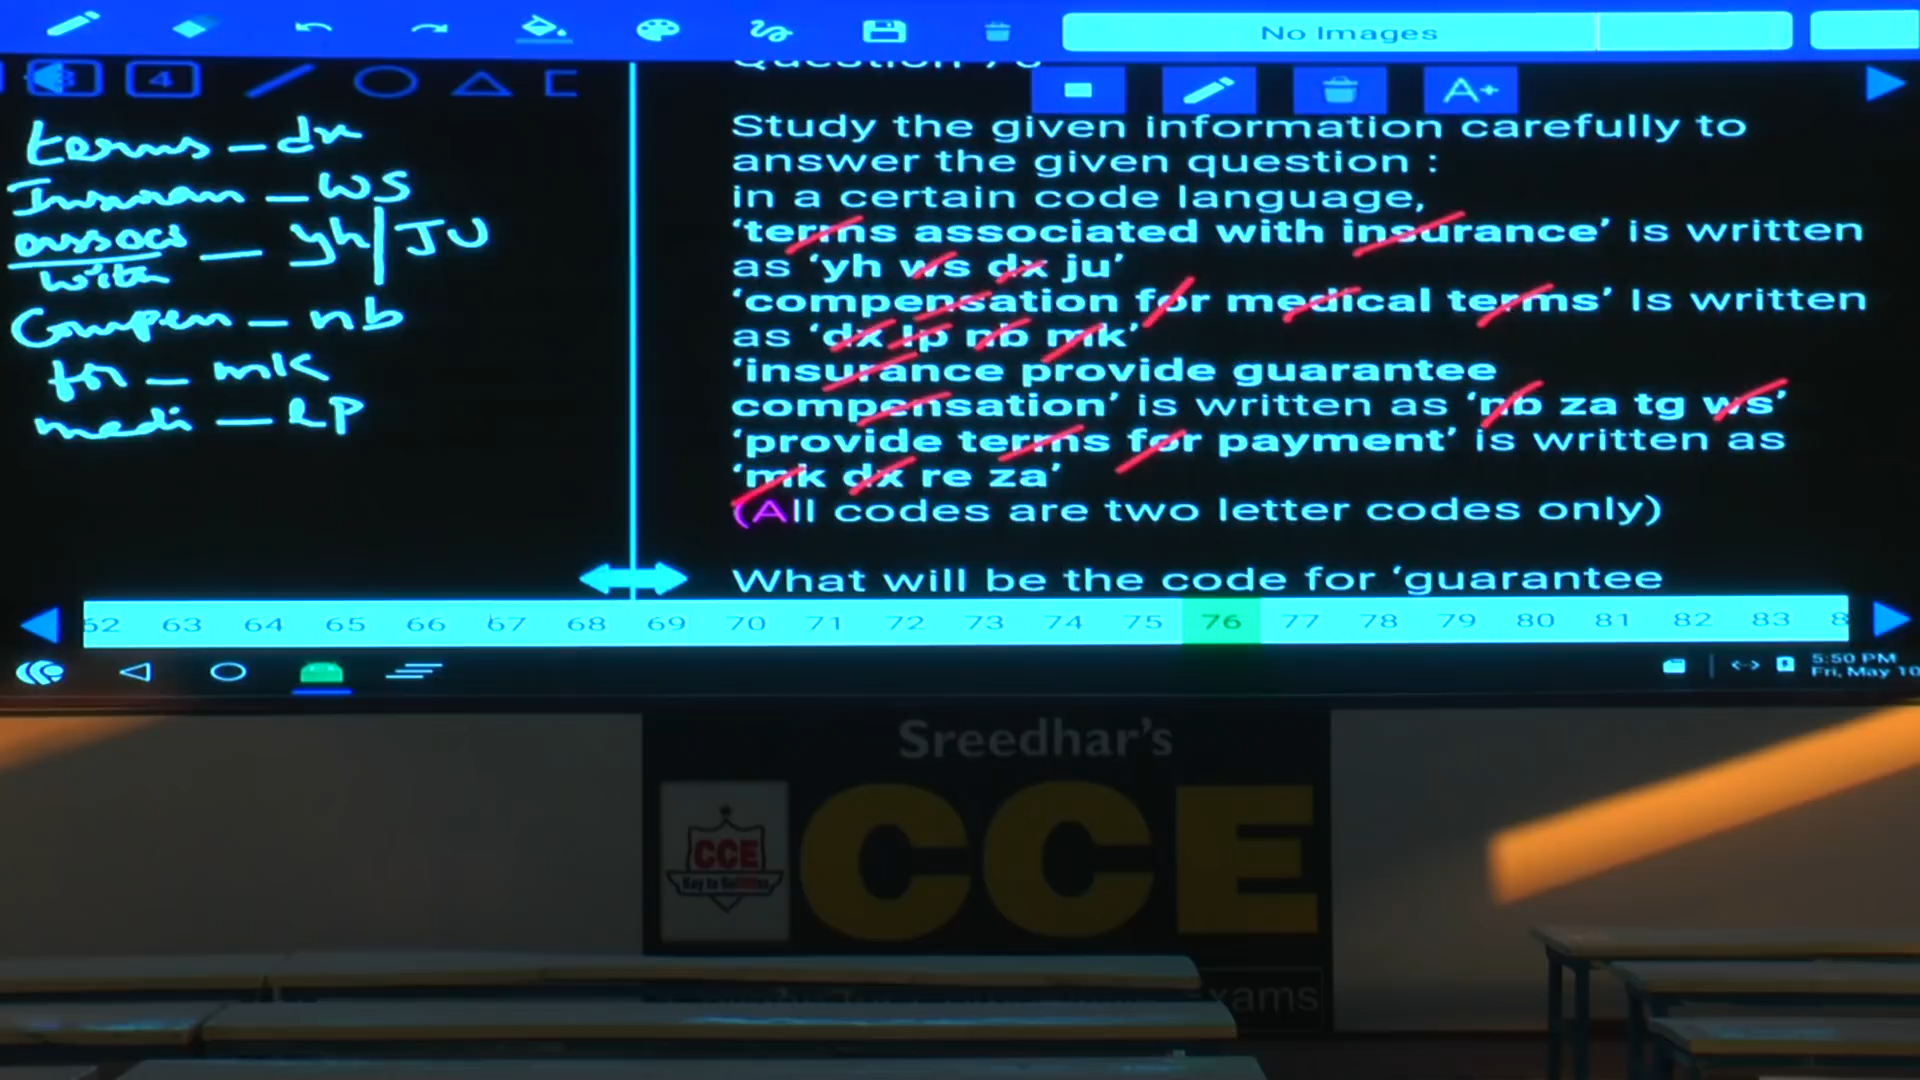 No Images
3
4
A+
terms - dx
Insuran - WS
associ
with - yh/JU
Compen - nb
for - mk
medi - lP
Study the given information carefully to
answer the given question :
in a certain code language,
‘terms associated with insurance’ is written
as ‘yh ws dx ju’
‘compensation for medical terms’ Is written
as ‘dx lp nb mk’
‘insurance provide guarantee
compensation’ is written as ‘nb za tg ws’
‘provide terms for payment’ is written as
‘mk dx re za’
(All codes are two letter codes only)
What will be the code for ‘guarantee
62 63 64 65 66 67 68 69 70 71 72 73 74 75 76 77 78 79 80 81 82 83 8
5:50 PM
Fri, May 10
Sreedhar's
CCE
CCE
xams